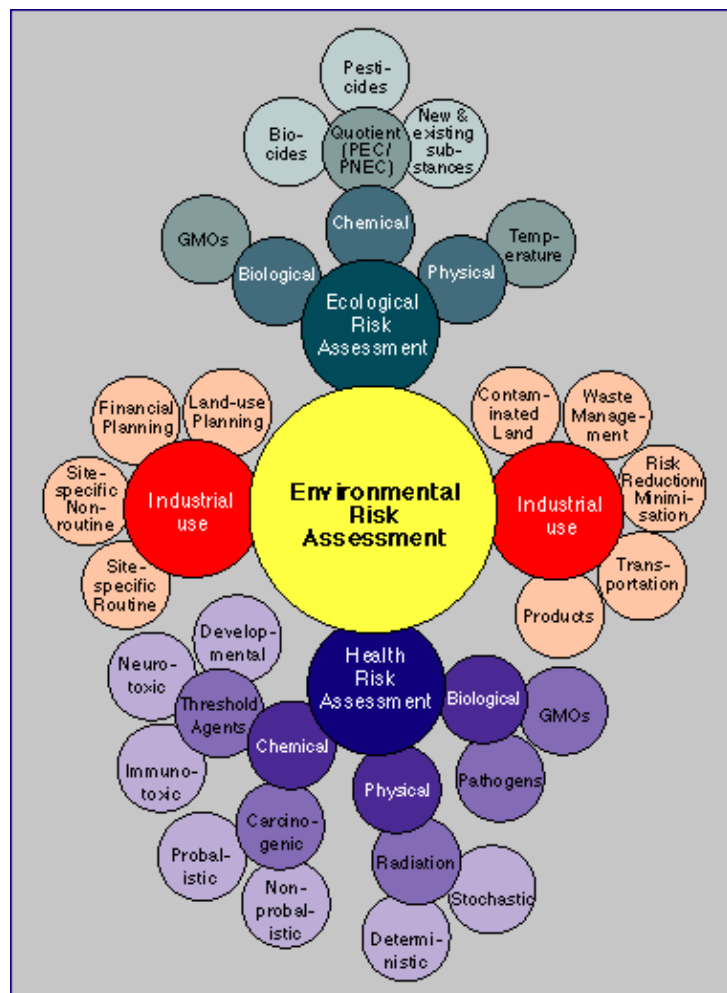 Pesti-
cides
Bio-
cides
Quotient
(PEC/
PNEC)
New &
existing
sub-
stances
Chemical
GMOs
Biological
Physical
Temp-
erature
Ecological
Risk
Assessment
Financial
Planning
Land-use
Planning
Site-
specific
Non-
routine
Industrial
use
Site-
specific
Routine
Environmental
Risk
Assessment
Contam-
inated
Land
Waste
Manage-
ment
Risk
Reduction/
Minimi-
sation
Industrial
use
Trans-
portation
Products
Health
Risk
Assessment
Developmental
Neuro-
toxic
Threshold
Agents
Immuno-
toxic
Chemical
Carcino-
genic
Probal-
istic
Non-
probal-
istic
Physical
Radiation
Stochastic
Determi-
nistic
Biological
GMOs
Pathogens